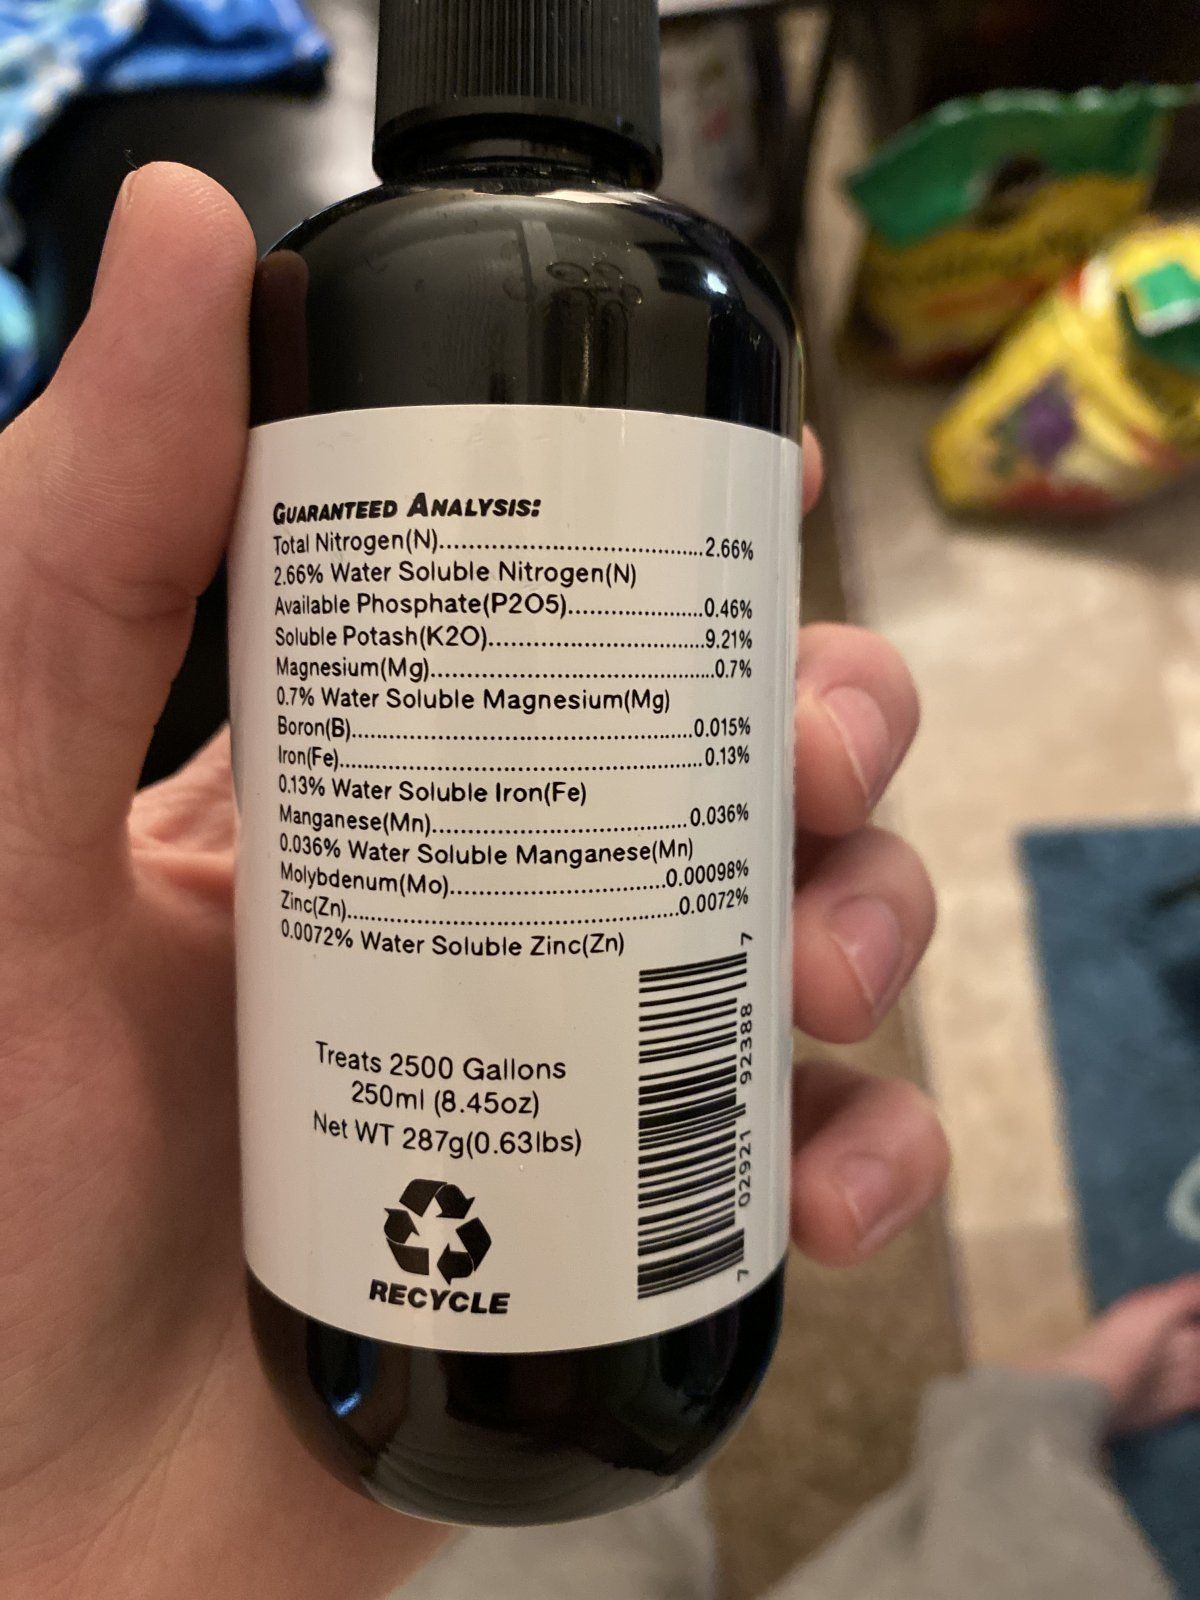 GUARANTEED ANALYSIS:
Total Nitrogen(N)..........................................2.66%
2.66% Water Soluble Nitrogen(N)
Available Phosphate(P2O5)......................0.46%
Soluble Potash(K2O)...................................9.21%
Magnesium(Mg)..............................................0.7%
0.7% Water Soluble Magnesium(Mg)
Boron(B).......................................................0.015%
Iron(Fe)...........................................................0.13%
0.13% Water Soluble Iron(Fe)
Manganese(Mn).........................................0.036%
0.036% Water Soluble Manganese(Mn)
Molybdenum(Mo)...................................0.00098%
Zinc(Zn).....................................................0.0072%
0.0072% Water Soluble Zinc(Zn)
Treats 2500 Gallons
250ml (8.45oz)
Net WT 287g(0.63lbs)
RECYCLE
7 02921 92388 7